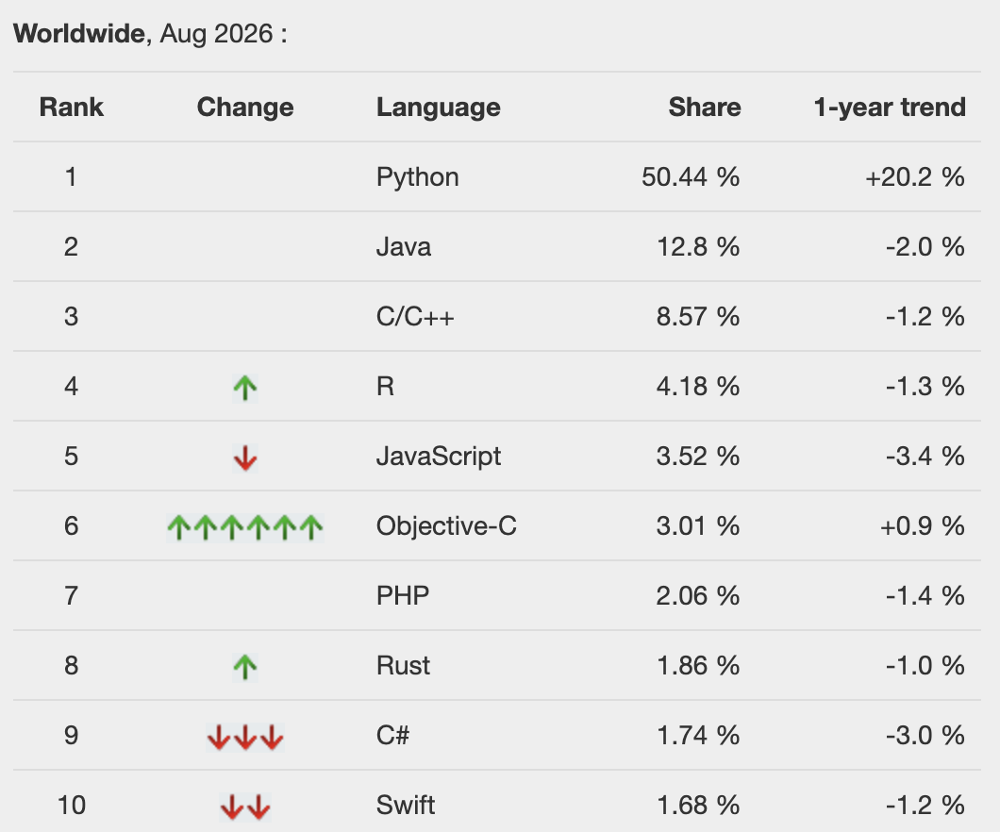 Worldwide, Aug 2026 :
Rank Change Language Share 1-year trend
1 Python 50.44 % +20.2 %
2 Java 12.8 % -2.0 %
3 C/C++ 8.57 % -1.2 %
4 ↑ R 4.18 % -1.3 %
5 ↓ JavaScript 3.52 % -3.4 %
6 ↑↑↑↑↑↑ Objective-C 3.01 % +0.9 %
7 PHP 2.06 % -1.4 %
8 ↑ Rust 1.86 % -1.0 %
9 ↓↓↓ C# 1.74 % -3.0 %
10 ↓↓ Swift 1.68 % -1.2 %